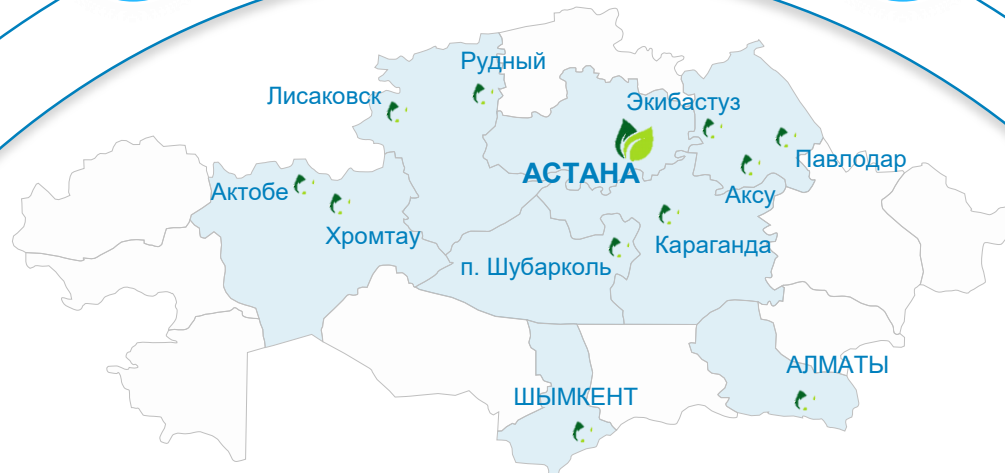 Рудный
Лисаковск
Экибастуз
Павлодар
АСТАНА
Актобе
Аксу
Хромтау
Караганда
п. Шубарколь
АЛМАТЫ
ШЫМКЕНТ